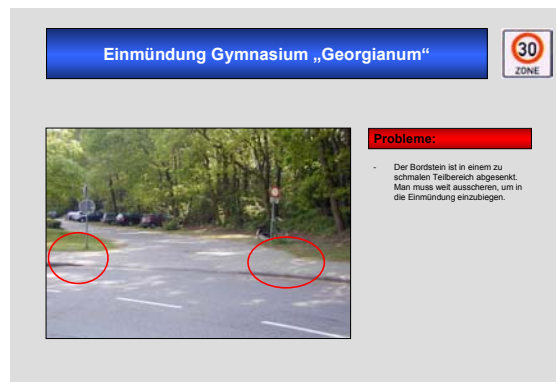 Einmündung Gymnasium „Georgianum“
30
ZONE
Probleme:
- Der Bordstein ist in einem zu
schmalen Teilbereich abgesenkt.
Man muss weit ausscheren, um in
die Einmündung einzubiegen.